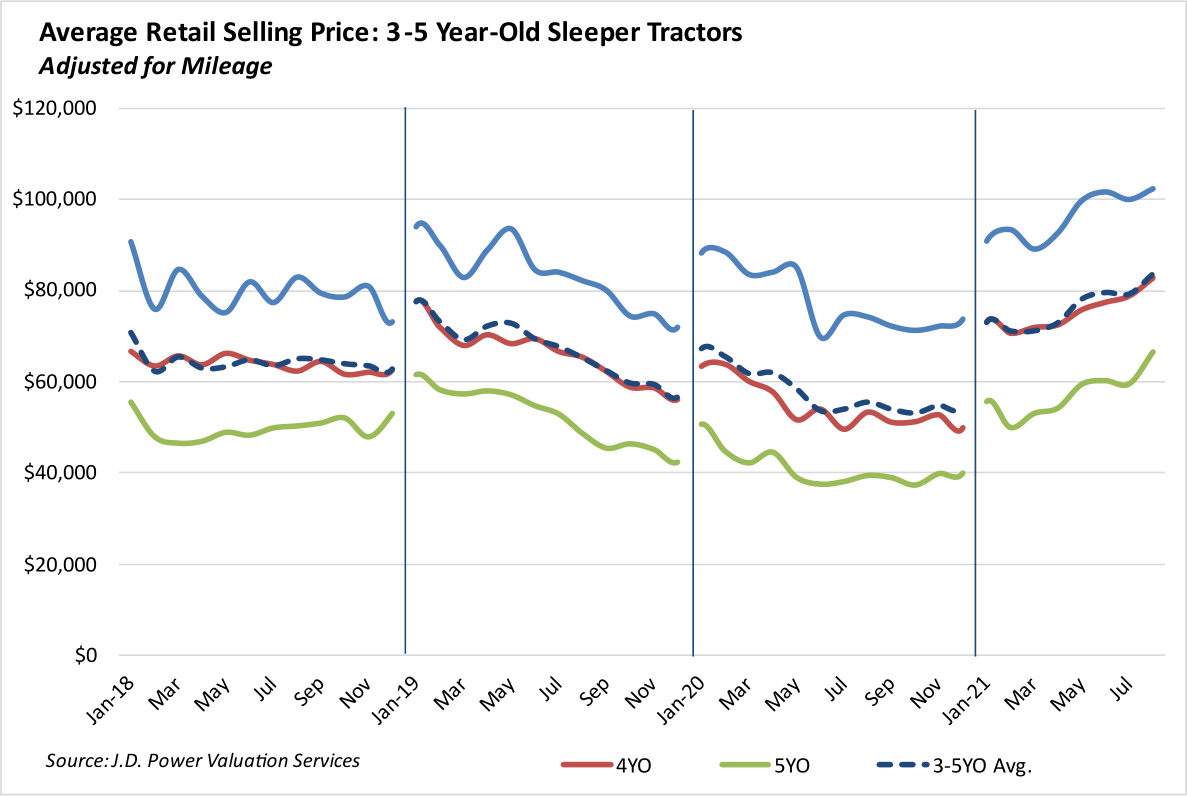 Average Retail Selling Price: 3-5 Year-Old Sleeper Tractors
Adjusted for Mileage
$120,000
$100,000
$80,000
$60,000
$40,000
$20,000
$0
Jan-18 Mar May Jul Sep Nov Jan-19 Mar May Jul Sep Nov Jan-20 Mar May Jul Sep Nov Jan-21 Mar May Jul
Source: J.D. Power Valuation Services 4YO 5YO 3-5YO Avg.